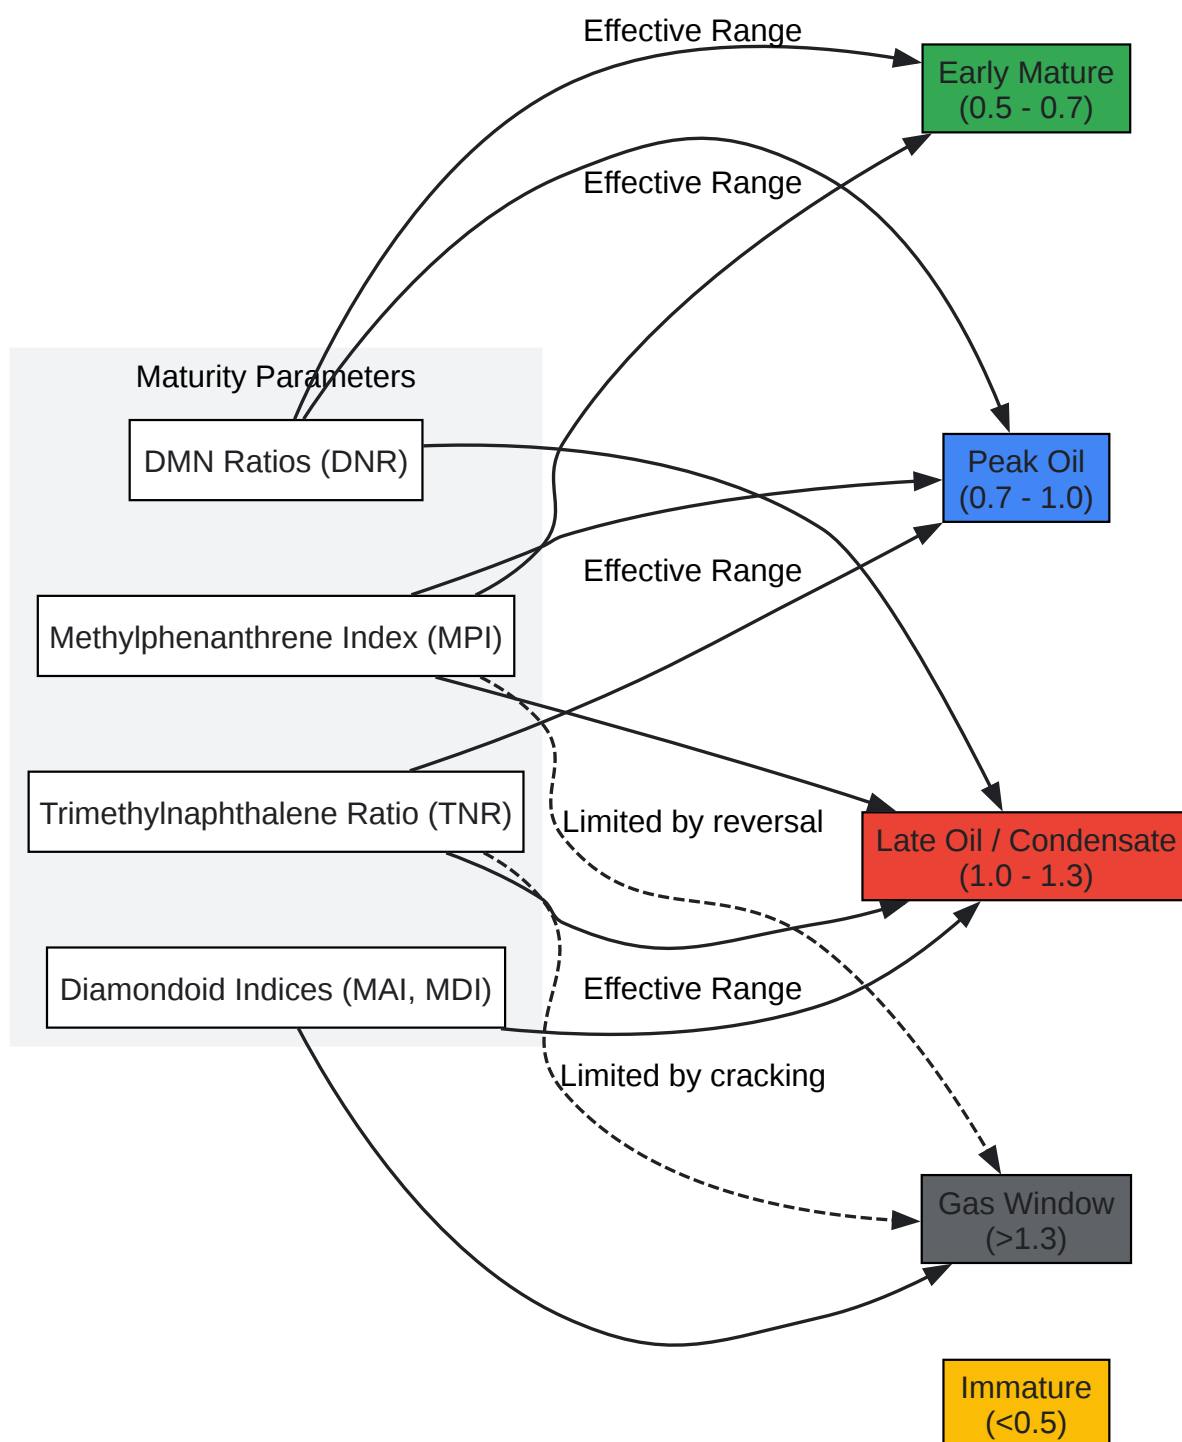 Effective Range
Early Mature
(0.5 - 0.7)
Effective Range
Maturity Parameters
DMN Ratios (DNR)
Peak Oil
(0.7 - 1.0)
Effective Range
Methylphenanthrene Index (MPI)
Trimethylnaphthalene Ratio (TNR)
Limited by reversal
Late Oil / Condensate
(1.0 - 1.3)
Diamondoid Indices (MAI, MDI)
Effective Range
Limited by cracking
Gas Window
(>1.3)
Immature
(<0.5)